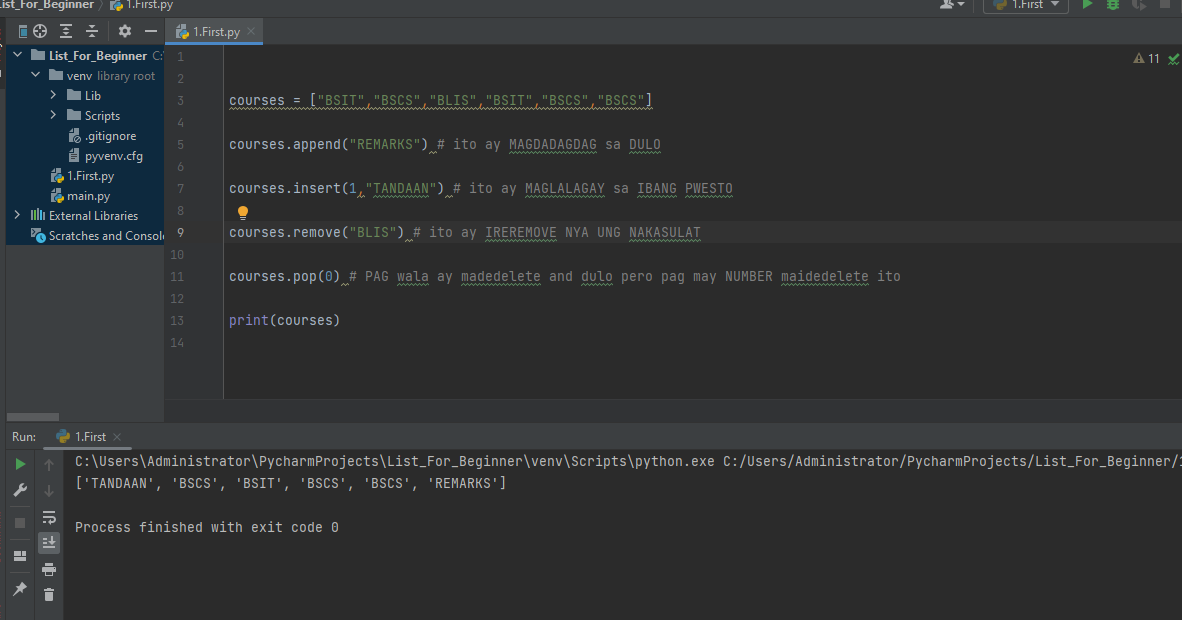 List_For_Beginner 1.First.py
1.First
1.First.py
List_For_Beginner C:
venv library root
Lib
Scripts
.gitignore
pyvenv.cfg
1.First.py
main.py
External Libraries
Scratches and Consol
11
1
2
3 courses = ["BSIT","BSCS","BLIS","BSIT","BSCS","BSCS"]
4
5 courses.append("REMARKS") # ito ay MAGDADAGDAG sa DULO
6
7 courses.insert(1,"TANDAAN") # ito ay MAGLALAGAY sa IBANG PWESTO
8
9 courses.remove("BLIS") # ito ay IREREMOVE NYA UNG NAKASULAT
10
11 courses.pop(0) # PAG wala ay madedelete and dulo pero pag may NUMBER maidedelete ito
12
13 print(courses)
14
Run: 1.First
C:\Users\Administrator\PycharmProjects\List_For_Beginner\venv\Scripts\python.exe C:/Users/Administrator/PycharmProjects/List_For_Beginner/
['TANDAAN', 'BSCS', 'BSIT', 'BSCS', 'BSCS', 'REMARKS']
Process finished with exit code 0